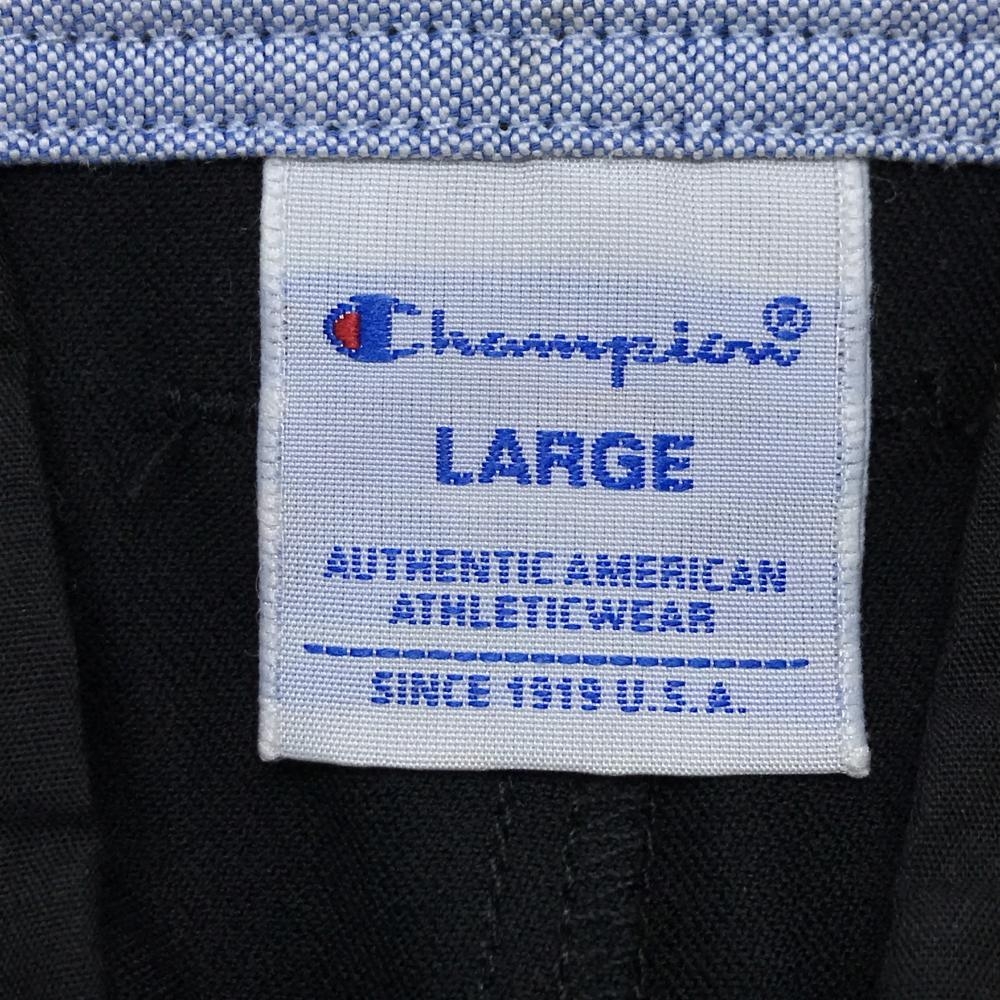 Champion®
LARGE
AUTHENTIC AMERICAN
ATHLETICWEAR
SINCE 1919 U.S.A.